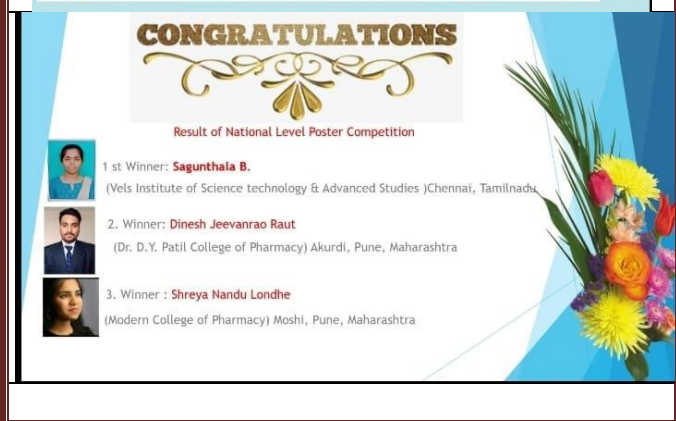 CONGRATULATIONS
Result of National Level Poster Competition
1 st Winner: Sagunthala B.
(Vels Institute of Science technology & Advanced Studies )Chennai, Tamilnadu
2. Winner: Dinesh Jeevanrao Raut
(Dr. D.Y. Patil College of Pharmacy) Akurdi, Pune, Maharashtra
3. Winner : Shreya Nandu Londhe
(Modern College of Pharmacy) Moshi, Pune, Maharashtra